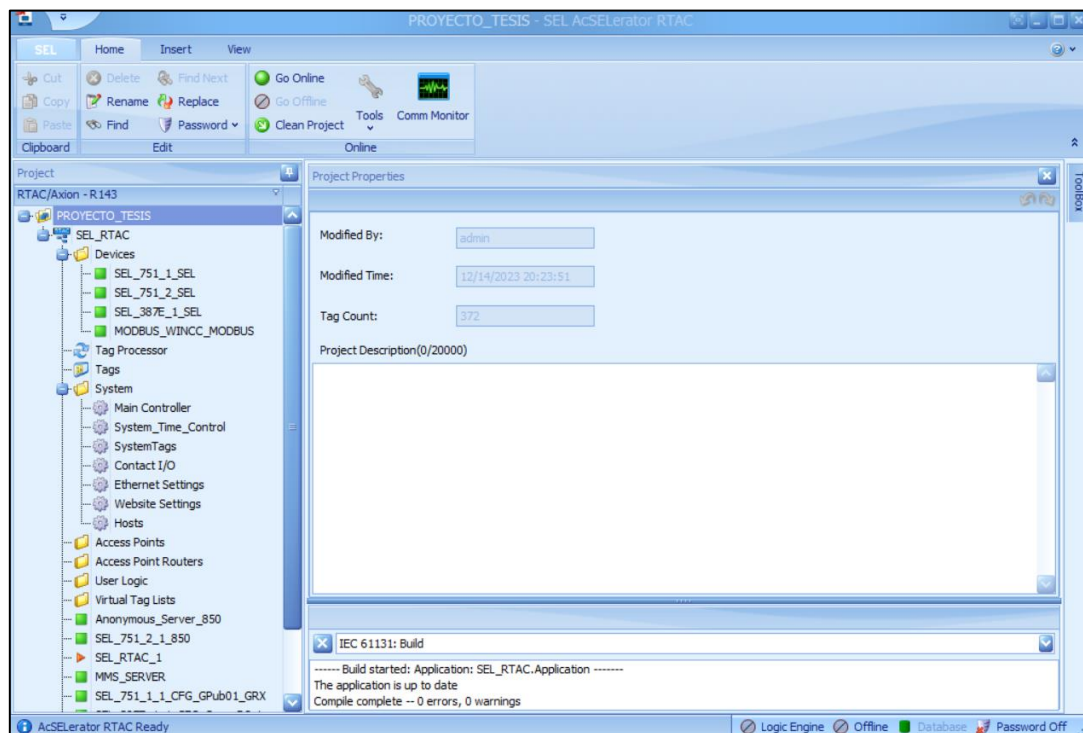 PROYECTO_TESIS - SEL AcSELerator RTAC
SEL Home Insert View
Cut Delete Find Next Go Online
Copy Rename Replace Go Offline Tools Comm Monitor
Paste Find Password Clean Project
Clipboard Edit Online
Project
RTAC/Axion - R143
PROYECTO_TESIS
SEL_RTAC
Devices
SEL_751_1_SEL
SEL_751_2_SEL
SEL_387E_1_SEL
MODBUS_WINCC_MODBUS
Tag Processor
Tags
System
Main Controller
System_Time_Control
SystemTags
Contact I/O
Ethernet Settings
Website Settings
Hosts
Access Points
Access Point Routers
User Logic
Virtual Tag Lists
Anonymous_Server_850
SEL_751_2_1_850
SEL_RTAC_1
MMS_SERVER
SEL_751_1_1_CFG_GPub01_GRX
Project Properties
Modified By: admin
Modified Time: 12/14/2023 20:23:51
Tag Count: 372
Project Description(0/20000)
ToolBox
IEC 61131: Build
------ Build started: Application: SEL_RTAC.Application -------
The application is up to date
Compile complete -- 0 errors, 0 warnings
AcSELerator RTAC Ready
Logic Engine Offline Database Password Off